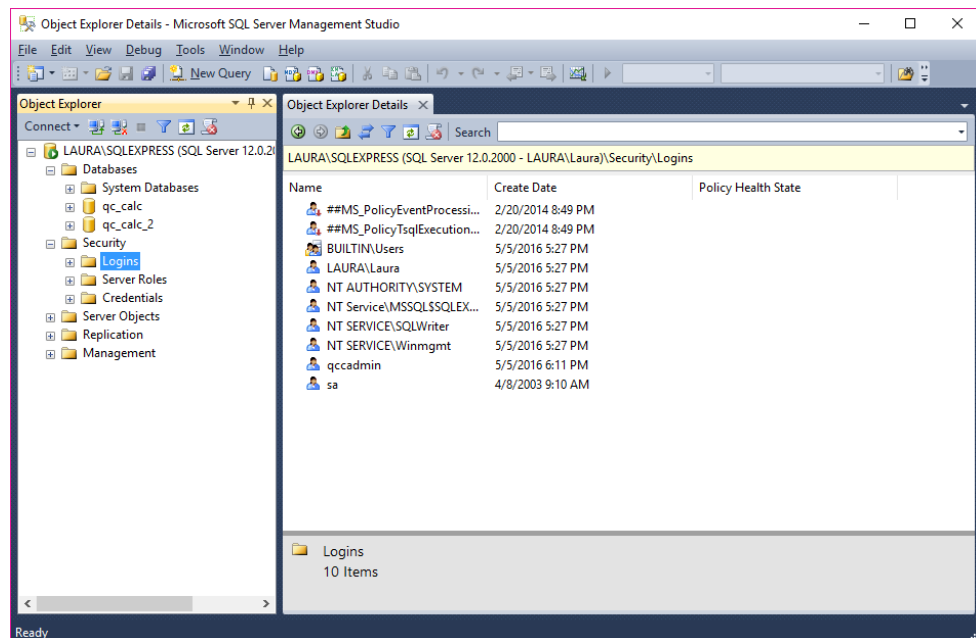 Object Explorer Details - Microsoft SQL Server Management Studio
File Edit View Debug Tools Window Help
New Query
Object Explorer
Connect
LAURA\SQLEXPRESS (SQL Server 12.0.20
Databases
System Databases
qc_calc
qc_calc_2
Security
Logins
Server Roles
Credentials
Server Objects
Replication
Management
Object Explorer Details
Search
LAURA\SQLEXPRESS (SQL Server 12.0.2000 - LAURA\Laura)\Security\Logins
Name Create Date Policy Health State
##MS_PolicyEventProcessi... 2/20/2014 8:49 PM
##MS_PolicyTsqlExecution... 2/20/2014 8:49 PM
BUILTIN\Users 5/5/2016 5:27 PM
LAURA\Laura 5/5/2016 5:27 PM
NT AUTHORITY\SYSTEM 5/5/2016 5:27 PM
NT Service\MSSQL$SQLEX... 5/5/2016 5:27 PM
NT SERVICE\SQLWriter 5/5/2016 5:27 PM
NT SERVICE\Winmgmt 5/5/2016 5:27 PM
qccadmin 5/5/2016 6:11 PM
sa 4/8/2003 9:10 AM
Logins
10 Items
Ready